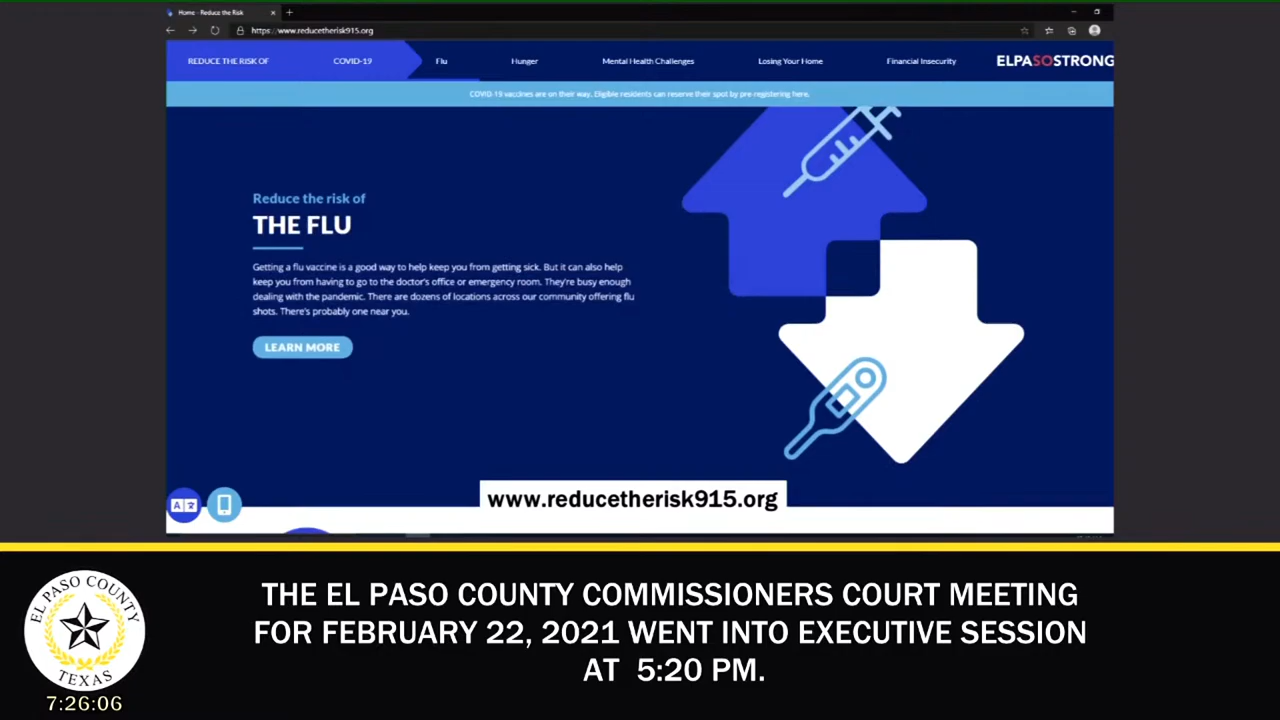 Home - Reduce the Risk
https://www.reducetherisk915.org
REDUCE THE RISK OF COVID-19 Flu Hunger Mental Health Challenges Losing Your Home Financial Insecurity ELPASOSTRONG
COVID-19 vaccines are on their way. Eligible residents can reserve their spot by pre-registering here.
Reduce the risk of
THE FLU
Getting a flu vaccine is a good way to help keep you from getting sick. But it can also help
keep you from having to go to the doctor's office or emergency room. They're busy enough
dealing with the pandemic. There are dozens of locations across our community offering flu
shots. There's probably one near you.
LEARN MORE
www.reducetherisk915.org
EL PASO COUNTY
TEXAS
7:26:06
THE EL PASO COUNTY COMMISSIONERS COURT MEETING
FOR FEBRUARY 22, 2021 WENT INTO EXECUTIVE SESSION
AT 5:20 PM.